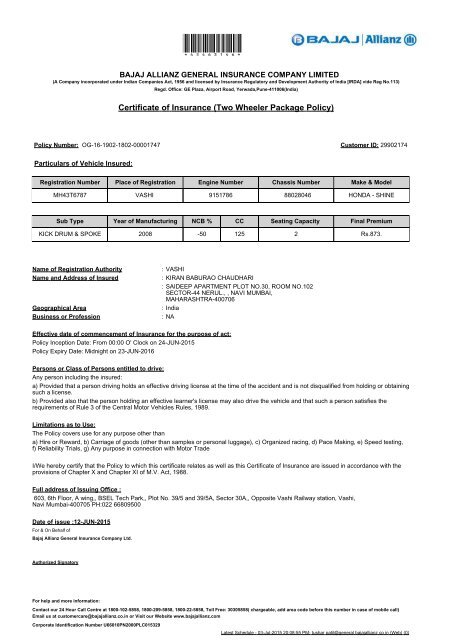 *45463146*
BAJAJ | Allianz
BAJAJ ALLIANZ GENERAL INSURANCE COMPANY LIMITED
(A Company incorporated under Indian Companies Act, 1956 and licensed by Insurance Regulatory and Development Authority of India [IRDA] vide Reg No.113)
Regd. Office: GE Plaza, Airport Road, Yerwada,Pune-411006(India)
Certificate of Insurance (Two Wheeler Package Policy)
Policy Number: OG-16-1902-1802-00001747 Customer ID: 29902174
Particulars of Vehicle Insured:
Registration Number Place of Registration Engine Number Chassis Number Make & Model
MH43T6787 VASHI 9151786 88028046 HONDA - SHINE
Sub Type Year of Manufacturing NCB % CC Seating Capacity Final Premium
KICK DRUM & SPOKE 2008 -50 125 2 Rs.873.
Name of Registration Authority : VASHI
Name and Address of Insured : KIRAN BABURAO CHAUDHARI
: SAIDEEP APARTMENT PLOT NO.30, ROOM NO.102
SECTOR-44 NERUL, , NAVI MUMBAI,
MAHARASHTRA-400706
Geographical Area : India
Business or Profession : NA
Effective date of commencement of Insurance for the purpose of act:
Policy Inception Date: From 00:00 O' Clock on 24-JUN-2015
Policy Expiry Date: Midnight on 23-JUN-2016
Persons or Class of Persons entitled to drive:
Any person including the insured:
a) Provided that a person driving holds an effective driving license at the time of the accident and is not disqualified from holding or obtaining
such a license.
b) Provided also that the person holding an effective learner's license may also drive the vehicle and that such a person satisfies the
requirements of Rule 3 of the Central Motor Vehicles Rules, 1989.
Limitations as to Use:
The Policy covers use for any purpose other than
a) Hire or Reward, b) Carriage of goods (other than samples or personal luggage), c) Organized racing, d) Pace Making, e) Speed testing,
f) Reliability Trials, g) Any purpose in connection with Motor Trade
I/We hereby certify that the Policy to which this certificate relates as well as this Certificate of Insurance are issued in accordance with the
provisions of Chapter X and Chapter XI of M.V. Act, 1988.
Full address of Issuing Office :
603, 6th Floor, A wing,, BSEL Tech Park,, Plot No. 39/5 and 39/5A, Sector 30A,, Opposite Vashi Railway station, Vashi,
Navi Mumbai-400705 PH:022 66809500
Date of issue :12-JUN-2015
For & On Behalf of
Bajaj Allianz General Insurance Company Ltd.
Authorized Signatory
For help and more information:
Contact our 24 Hour Call Centre at 1800-102-5858, 1800-209-5858, 1800-22-5858, Toll Free: 30305858( chargeable, add area code before this number in case of mobile call)
Email us at customercare@bajajallianz.co.in or Visit our Website www.bajajallianz.com
Corporate Identification Number U66010PN2000PLC015329
Latest Schedule - 03-Jul-2015 20:08:55 PM- tushar.patil@general.bajajallianz.co.in (Web) (0)